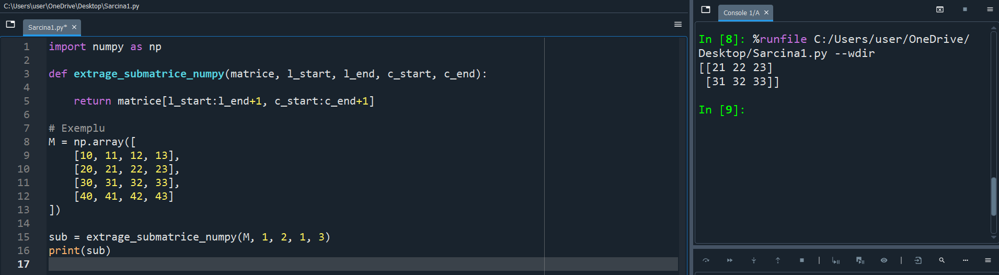 C:\Users\user\OneDrive\Desktop\Sarcina1.py
Sarcina1.py*
1 import numpy as np
2
3 def extrage_submatrice_numpy(matrice, l_start, l_end, c_start, c_end):
4
5     return matrice[l_start:l_end+1, c_start:c_end+1]
6
7 # Exemplu
8 M = np.array([
9     [10, 11, 12, 13],
10     [20, 21, 22, 23],
11     [30, 31, 32, 33],
12     [40, 41, 42, 43]
13 ])
14
15 sub = extrage_submatrice_numpy(M, 1, 2, 1, 3)
16 print(sub)
17
Console 1/A
In [8]: %runfile C:/Users/user/OneDrive/
Desktop/Sarcina1.py --wdir
[[21 22 23]
 [31 32 33]]
In [9]: